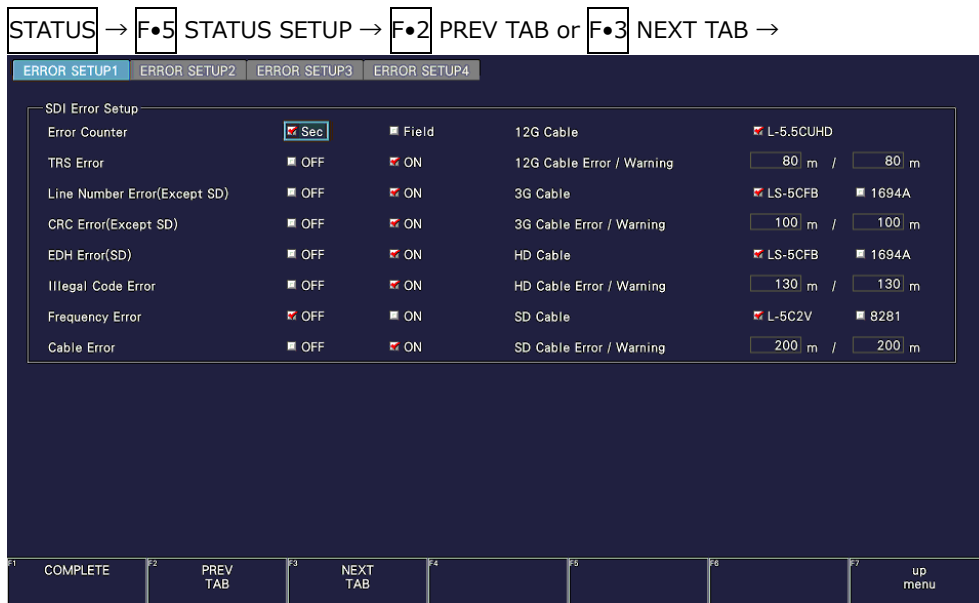 STATUS → F•5 STATUS SETUP → F•2 PREV TAB or F•3 NEXT TAB →
ERROR SETUP1 ERROR SETUP2 ERROR SETUP3 ERROR SETUP4
SDI Error Setup
Error Counter Sec Field 12G Cable L-5.5CUHD
TRS Error OFF ON 12G Cable Error / Warning 80 m / 80 m
Line Number Error(Except SD) OFF ON 3G Cable LS-5CFB 1694A
CRC Error(Except SD) OFF ON 3G Cable Error / Warning 100 m / 100 m
EDH Error(SD) OFF ON HD Cable LS-5CFB 1694A
Illegal Code Error OFF ON HD Cable Error / Warning 130 m / 130 m
Frequency Error OFF ON SD Cable L-5C2V 8281
Cable Error OFF ON SD Cable Error / Warning 200 m / 200 m
F1 COMPLETE F2 PREV TAB F3 NEXT TAB F4 F5 F6 F7 up menu